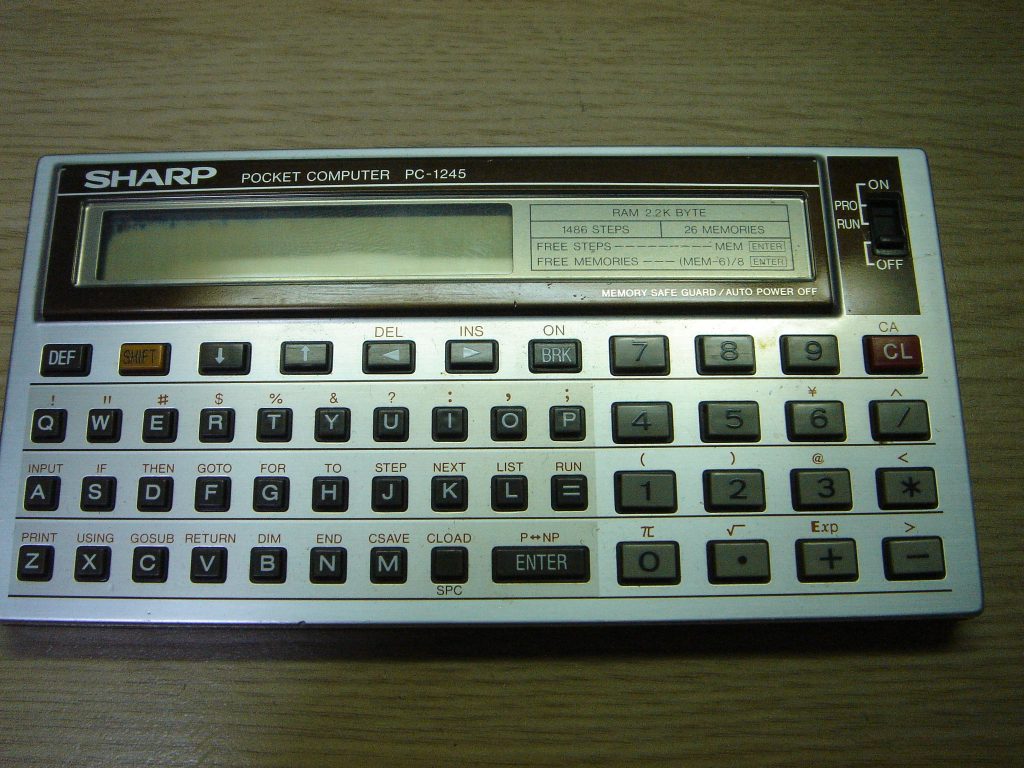 SHARP POCKET COMPUTER PC-1245
ON
PRO
RUN
OFF
RAM 2.2K BYTE
1486 STEPS 26 MEMORIES
FREE STEPS----------MEM ENTER
FREE MEMORIES ---(MEM-6)/8 ENTER
MEMORY SAFE GUARD/AUTO POWER OFF
DEL INS ON CA
DEF SHIFT ↓ ↑ ◄ ► BRK 7 8 9 CL
! " # $ % & ? : , ; ¥ ^
Q W E R T Y U I O P 4 5 6 /
INPUT IF THEN GOTO FOR TO STEP NEXT LIST RUN ( ) @ <
A S D F G H J K L = 1 2 3 *
PRINT USING GOSUB RETURN DIM END CSAVE CLOAD P↔NP π √ Exp >
Z X C V B N M ENTER 0 • + −
SPC